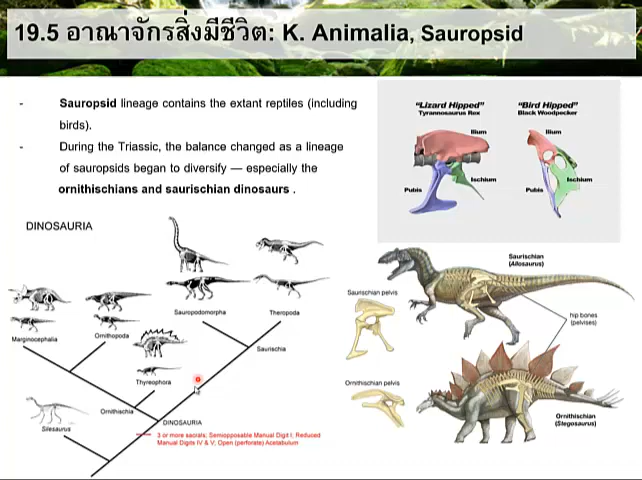 19.5 อาณาจักรสิ่งมีชีวิต: K. Animalia, Sauropsid
- Sauropsid lineage contains the extant reptiles (including
birds).
- During the Triassic, the balance changed as a lineage
of sauropsids began to diversify — especially the
ornithischians and saurischian dinosaurs .
"Lizard Hipped"
Tyrannosaurus Rex
Ilium
Ischium
Pubis
"Bird Hipped"
Black Woodpecker
Ilium
Ischium
Pubis
DINOSAURIA
Marginocephalia
Ornithopoda
Sauropodomorpha
Theropoda
Saurischia
Thyreophora
Ornithischia
Silesaurus
DINOSAURIA
3 or more sacrals; Semiopposable Manual Digit I; Reduced
Manual Digits IV & V; Open (perforate) Acetabulum
Saurischian
(Allosaurus)
Saurischian pelvis
hip bones
(pelvises)
Ornithischian pelvis
Ornithischian
(Stegosaurus)